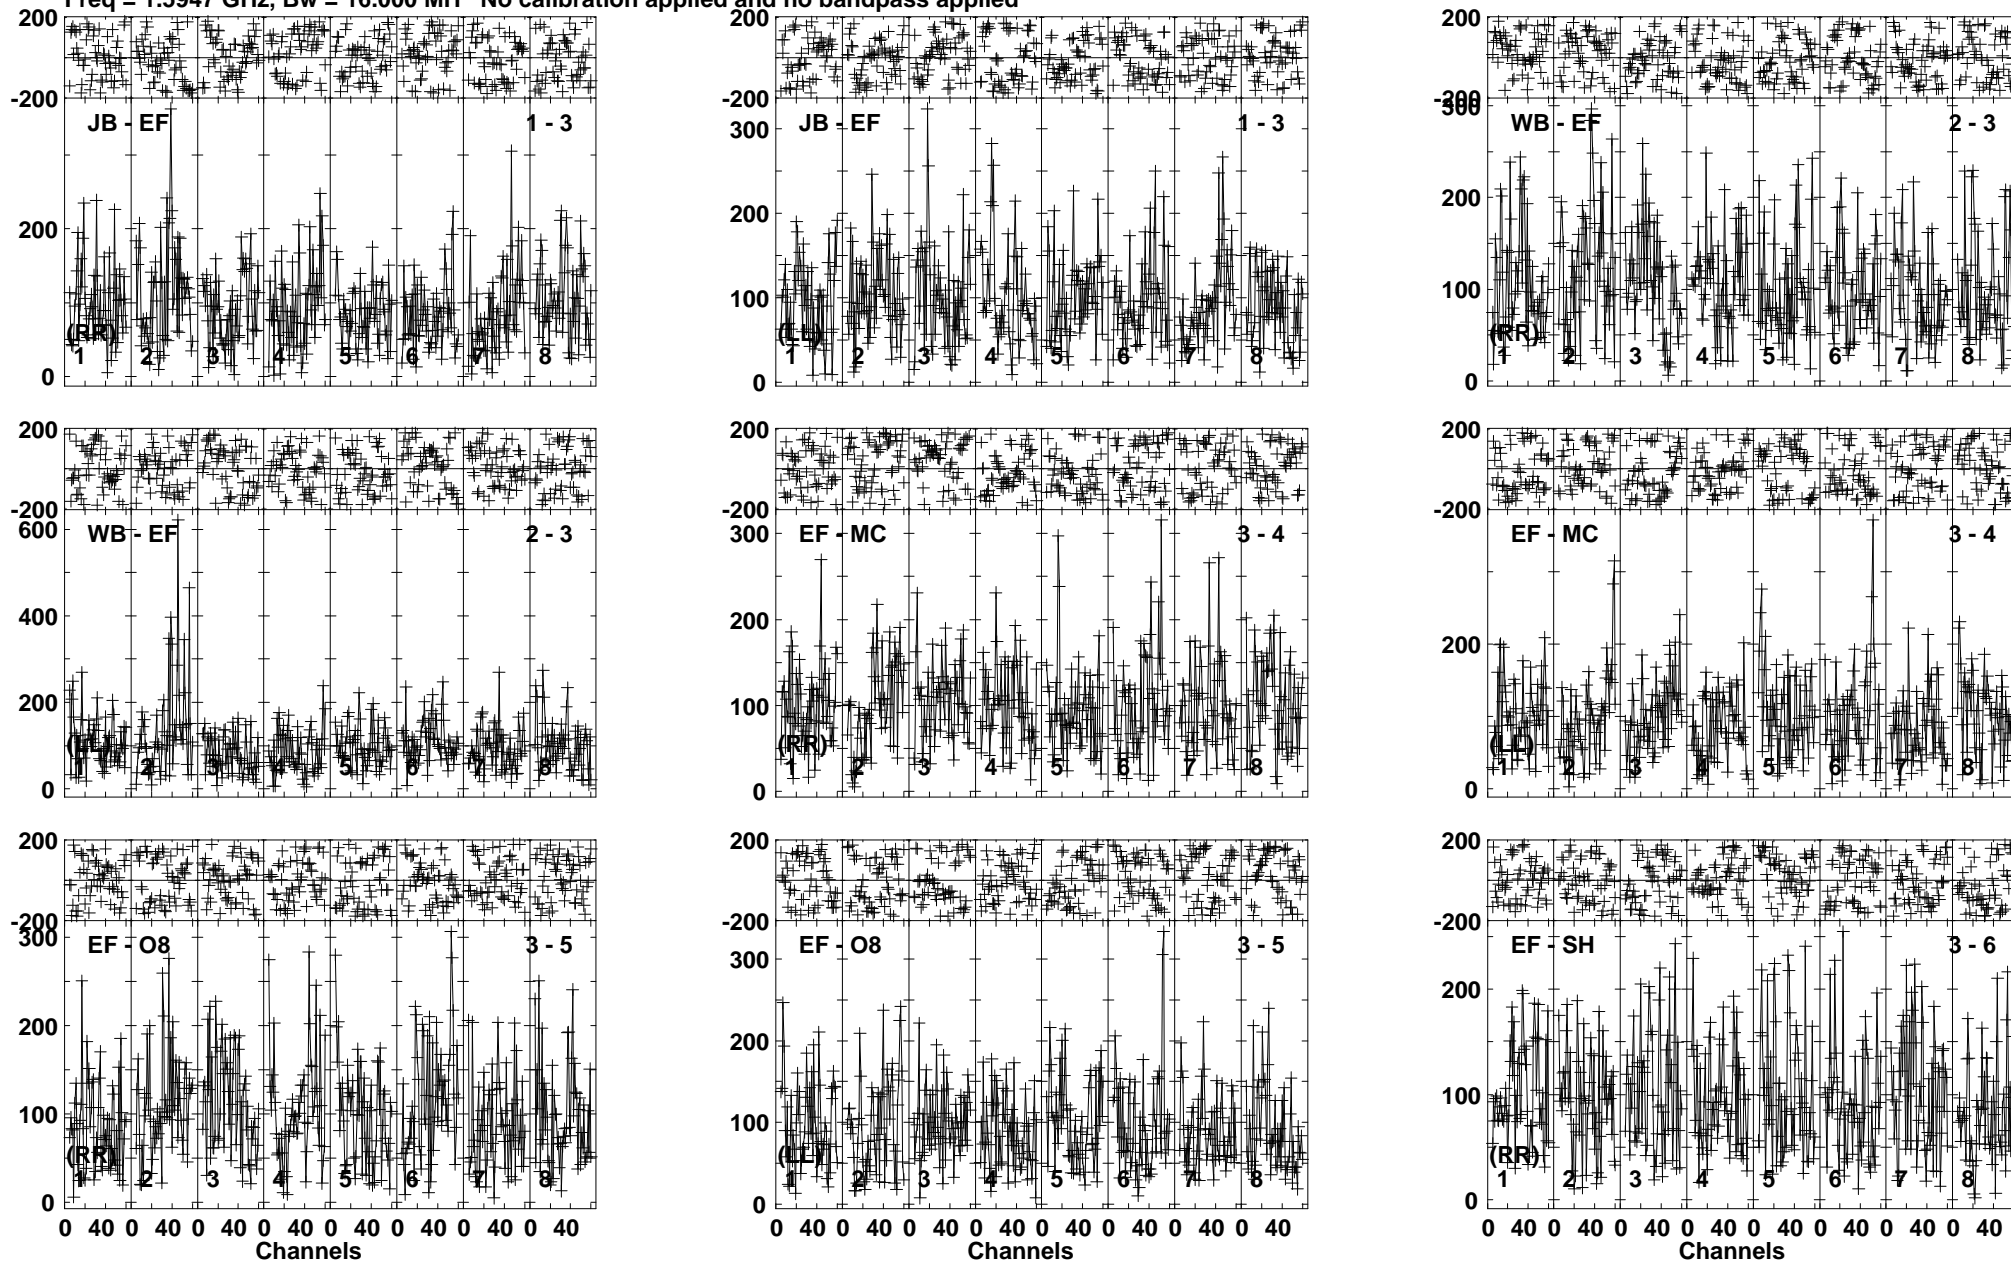 Freq = 1.5947 GHz, Bw = 16.000 MH No calibration applied and no bandpass applied
200 200 200
-200 -200 -200
JB - EF 1 - 3 JB - EF 1 - 3 WB - EF 2 - 3
300 300
200 200 200
100 100
(RR) (LL) (RR)
1 2 3 4 5 6 7 8 1 2 3 4 5 6 7 8 1 2 3 4 5 6 7 8
0 0 0
200 200 200
-200 -200 -200
WB - EF 2 - 3 EF - MC 3 - 4 EF - MC 3 - 4
600 300
400 200 200
200 100
(LL) (RR) (LL)
1 2 3 4 5 6 7 8 1 2 3 4 5 6 7 8 1 2 3 4 5 6 7 8
0 0 0
200 200 200
-200 -200 -200
EF - O8 3 - 5 EF - O8 3 - 5 EF - SH 3 - 6
300 300
200 200 200
100 100 100
(RR) (LL) (RR)
1 2 3 4 5 6 7 8 1 2 3 4 5 6 7 8 1 2 3 4 5 6 7 8
0 0 0
0 40 0 40 0 40 0 40 0 40 0 40 0 40 0 40 0 40 0 40 0 40 0 40 0 40 0 40 0 40 0 40 0 40 0 40 0 40 0 40 0 40 0 40 0 40 0 40
Channels Channels Channels